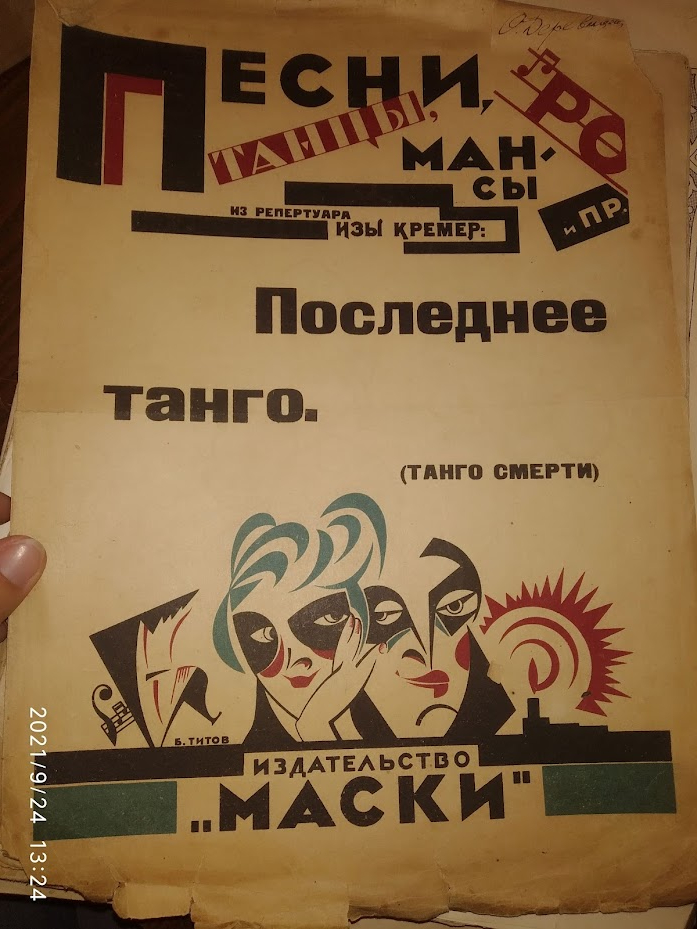 ПЕСНИ,
ТАНЦЫ,
РО
МАН-
СЫ
и ПР.
ИЗ РЕПЕРТУАРА
ИЗЫ КРЕМЕР:
Последнее
танго.
(ТАНГО СМЕРТИ)
Б. ТИТОВ
ИЗДАТЕЛЬСТВО
„МАСКИ"
2021/9/24 13:24